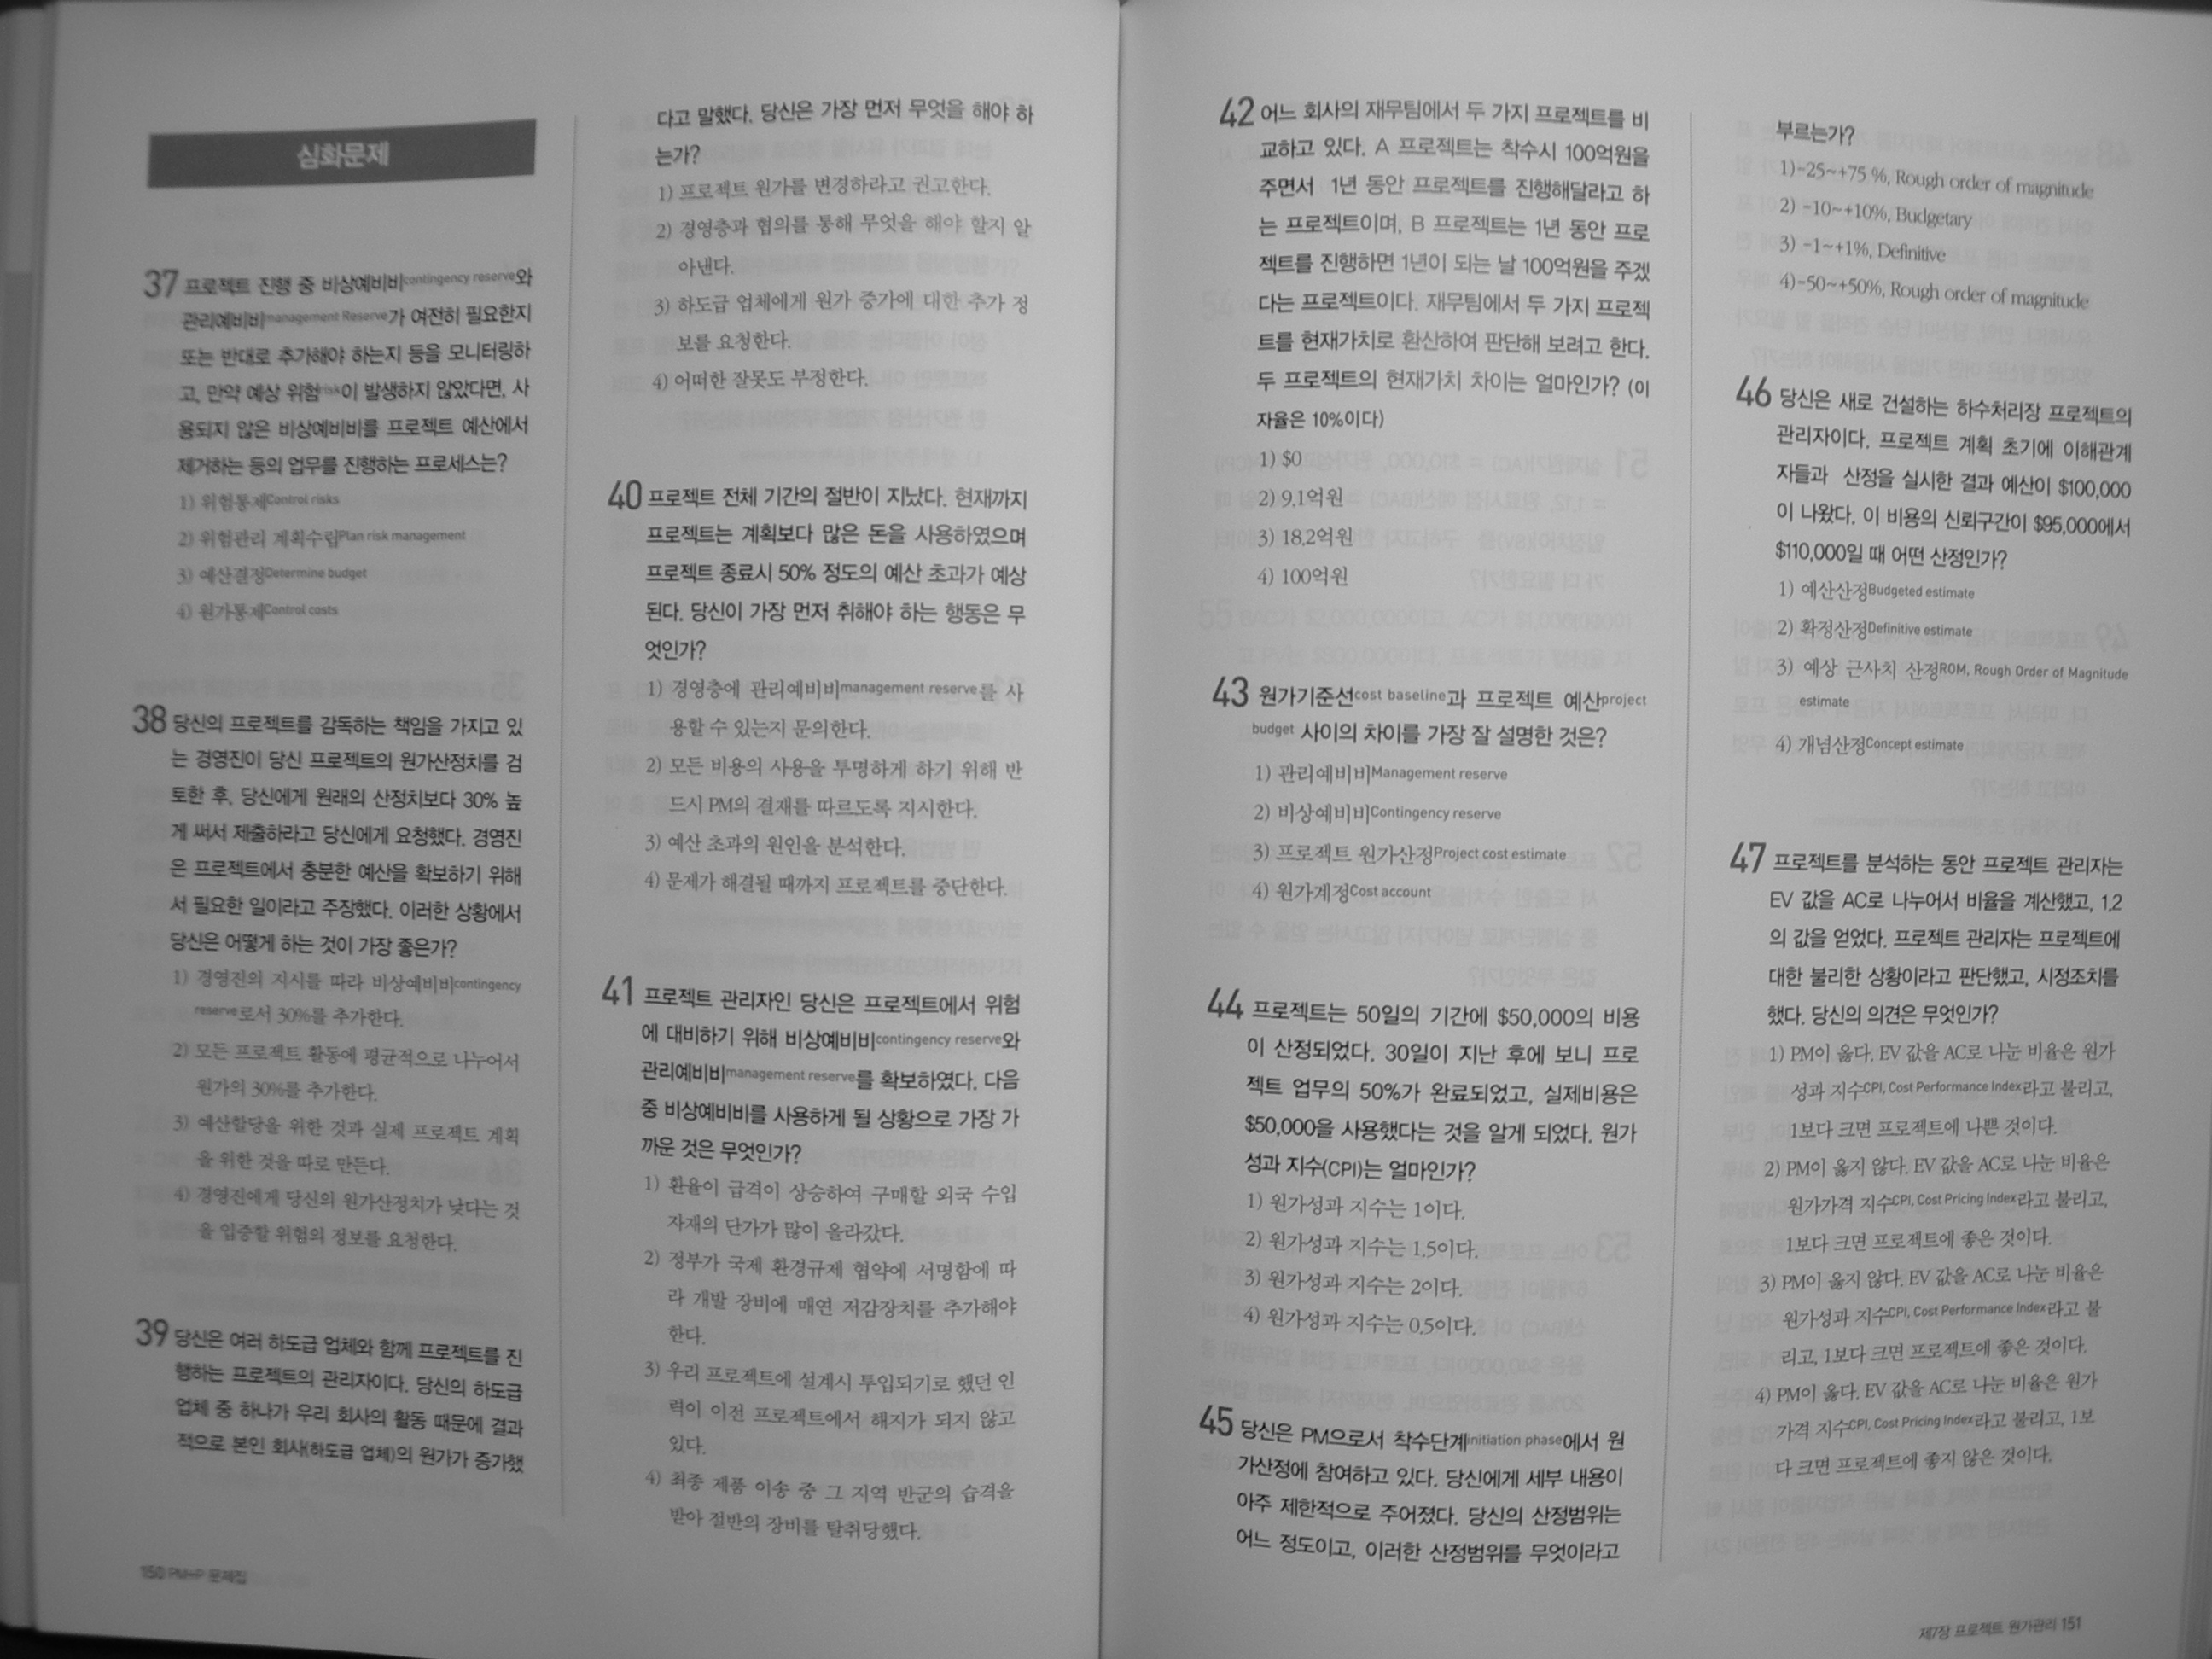 심화문제
37 프로젝트 진행 중 비상예비비contingency reserve와
관리예비비management Reserve가 여전히 필요한지
또는 반대로 추가해야 하는지 등을 모니터링하
고, 만약 예상 위험risk이 발생하지 않았다면, 사
용되지 않은 비상예비비를 프로젝트 예산에서
제거하는 등의 업무를 진행하는 프로세스는?
1) 위험통제Control risks
2) 위험관리 계획수립Plan risk management
3) 예산결정Determine budget
4) 원가통제Control costs
38 당신의 프로젝트를 감독하는 책임을 가지고 있
는 경영진이 당신 프로젝트의 원가산정치를 검
토한 후, 당신에게 원래의 산정치보다 30% 높
게 써서 제출하라고 당신에게 요청했다. 경영진
은 프로젝트에서 충분한 예산을 확보하기 위해
서 필요한 일이라고 주장했다. 이러한 상황에서
당신은 어떻게 하는 것이 가장 좋은가?
1) 경영진의 지시를 따라 비상예비비contingency
reserve로서 30%를 추가한다.
2) 모든 프로젝트 활동에 평균적으로 나누어서
원가의 30%를 추가한다.
3) 예산할당을 위한 것과 실제 프로젝트 계획
을 위한 것을 따로 만든다.
4) 경영진에게 당신의 원가산정치가 낮다는 것
을 입증할 위험의 정보를 요청한다.
39 당신은 여러 하도급 업체와 함께 프로젝트를 진
행하는 프로젝트의 관리자이다. 당신의 하도급
업체 중 하나가 우리 회사의 활동 때문에 결과
적으로 본인 회사(하도급 업체)의 원가가 증가했
150 PM+P 문제집
다고 말했다. 당신은 가장 먼저 무엇을 해야 하
는가?
1) 프로젝트 원가를 변경하라고 권고한다.
2) 경영층과 협의를 통해 무엇을 해야 할지 알
아낸다.
3) 하도급 업체에게 원가 증가에 대한 추가 정
보를 요청한다.
4) 어떠한 잘못도 부정한다.
40 프로젝트 전체 기간의 절반이 지났다. 현재까지
프로젝트는 계획보다 많은 돈을 사용하였으며
프로젝트 종료시 50% 정도의 예산 초과가 예상
된다. 당신이 가장 먼저 취해야 하는 행동은 무
엇인가?
1) 경영층에 관리예비비management reserve를 사
용할 수 있는지 문의한다.
2) 모든 비용의 사용을 투명하게 하기 위해 반
드시 PM의 결재를 따르도록 지시한다.
3) 예산 초과의 원인을 분석한다.
4) 문제가 해결될 때까지 프로젝트를 중단한다.
41 프로젝트 관리자인 당신은 프로젝트에서 위험
에 대비하기 위해 비상예비비contingency reserve와
관리예비비management reserve를 확보하였다. 다음
중 비상예비비를 사용하게 될 상황으로 가장 가
까운 것은 무엇인가?
1) 환율이 급격이 상승하여 구매할 외국 수입
자재의 단가가 많이 올라갔다.
2) 정부가 국제 환경규제 협약에 서명함에 따
라 개발 장비에 매연 저감장치를 추가해야
한다.
3) 우리 프로젝트에 설계시 투입되기로 했던 인
력이 이전 프로젝트에서 해지가 되지 않고
있다.
4) 최종 제품 이송 중 그 지역 반군의 습격을
받아 절반의 장비를 탈취당했다.
42 어느 회사의 재무팀에서 두 가지 프로젝트를 비
교하고 있다. A 프로젝트는 착수시 100억원을
주면서 1년 동안 프로젝트를 진행해달라고 하
는 프로젝트이며, B 프로젝트는 1년 동안 프로
젝트를 진행하면 1년이 되는 날 100억원을 주겠
다는 프로젝트이다. 재무팀에서 두 가지 프로젝
트를 현재가치로 환산하여 판단해 보려고 한다.
두 프로젝트의 현재가치 차이는 얼마인가? (이
자율은 10%이다)
1) $0
2) 9.1억원
3) 18.2억원
4) 100억원
43 원가기준선cost baseline과 프로젝트 예산project
budget 사이의 차이를 가장 잘 설명한 것은?
1) 관리예비비Management reserve
2) 비상예비비Contingency reserve
3) 프로젝트 원가산정Project cost estimate
4) 원가계정Cost account
44 프로젝트는 50일의 기간에 $50,000의 비용
이 산정되었다. 30일이 지난 후에 보니 프로
젝트 업무의 50%가 완료되었고, 실제비용은
$50,000을 사용했다는 것을 알게 되었다. 원가
성과 지수(CPI)는 얼마인가?
1) 원가성과 지수는 1이다.
2) 원가성과 지수는 1.5이다.
3) 원가성과 지수는 2이다.
4) 원가성과 지수는 0.5이다.
45 당신은 PM으로서 착수단계initiation phase에서 원
가산정에 참여하고 있다. 당신에게 세부 내용이
아주 제한적으로 주어졌다. 당신의 산정범위는
어느 정도이고, 이러한 산정범위를 무엇이라고
부르는가?
1)-25~+75 %, Rough order of magnitude
2) -10~+10%, Budgetary
3) -1~+1%, Definitive
4)-50~+50%, Rough order of magnitude
46 당신은 새로 건설하는 하수처리장 프로젝트의
관리자이다. 프로젝트 계획 초기에 이해관계
자들과 산정을 실시한 결과 예산이 $100,000
이 나왔다. 이 비용의 신뢰구간이 $95,000에서
$110,000일 때 어떤 산정인가?
1) 예산산정Budgeted estimate
2) 확정산정Definitive estimate
3) 예상 근사치 산정ROM, Rough Order of Magnitude
estimate
4) 개념산정Concept estimate
47 프로젝트를 분석하는 동안 프로젝트 관리자는
EV 값을 AC로 나누어서 비율을 계산했고, 1.2
의 값을 얻었다. 프로젝트 관리자는 프로젝트에
대한 불리한 상황이라고 판단했고, 시정조치를
했다. 당신의 의견은 무엇인가?
1) PM이 옳다. EV 값을 AC로 나눈 비율은 원가
성과 지수CPI, Cost Performance Index라고 불리고,
1보다 크면 프로젝트에 나쁜 것이다.
2) PM이 옳지 않다. EV 값을 AC로 나눈 비율은
원가가격 지수CPI, Cost Pricing Index라고 불리고,
1보다 크면 프로젝트에 좋은 것이다.
3) PM이 옳지 않다. EV 값을 AC로 나눈 비율은
원가성과 지수CPI, Cost Performance Index라고 불
리고, 1보다 크면 프로젝트에 좋은 것이다.
4) PM이 옳다. EV 값을 AC로 나눈 비율은 원가
가격 지수CPI, Cost Pricing Index라고 불리고, 1보
다 크면 프로젝트에 좋지 않은 것이다.
제7장 프로젝트 원가관리 151